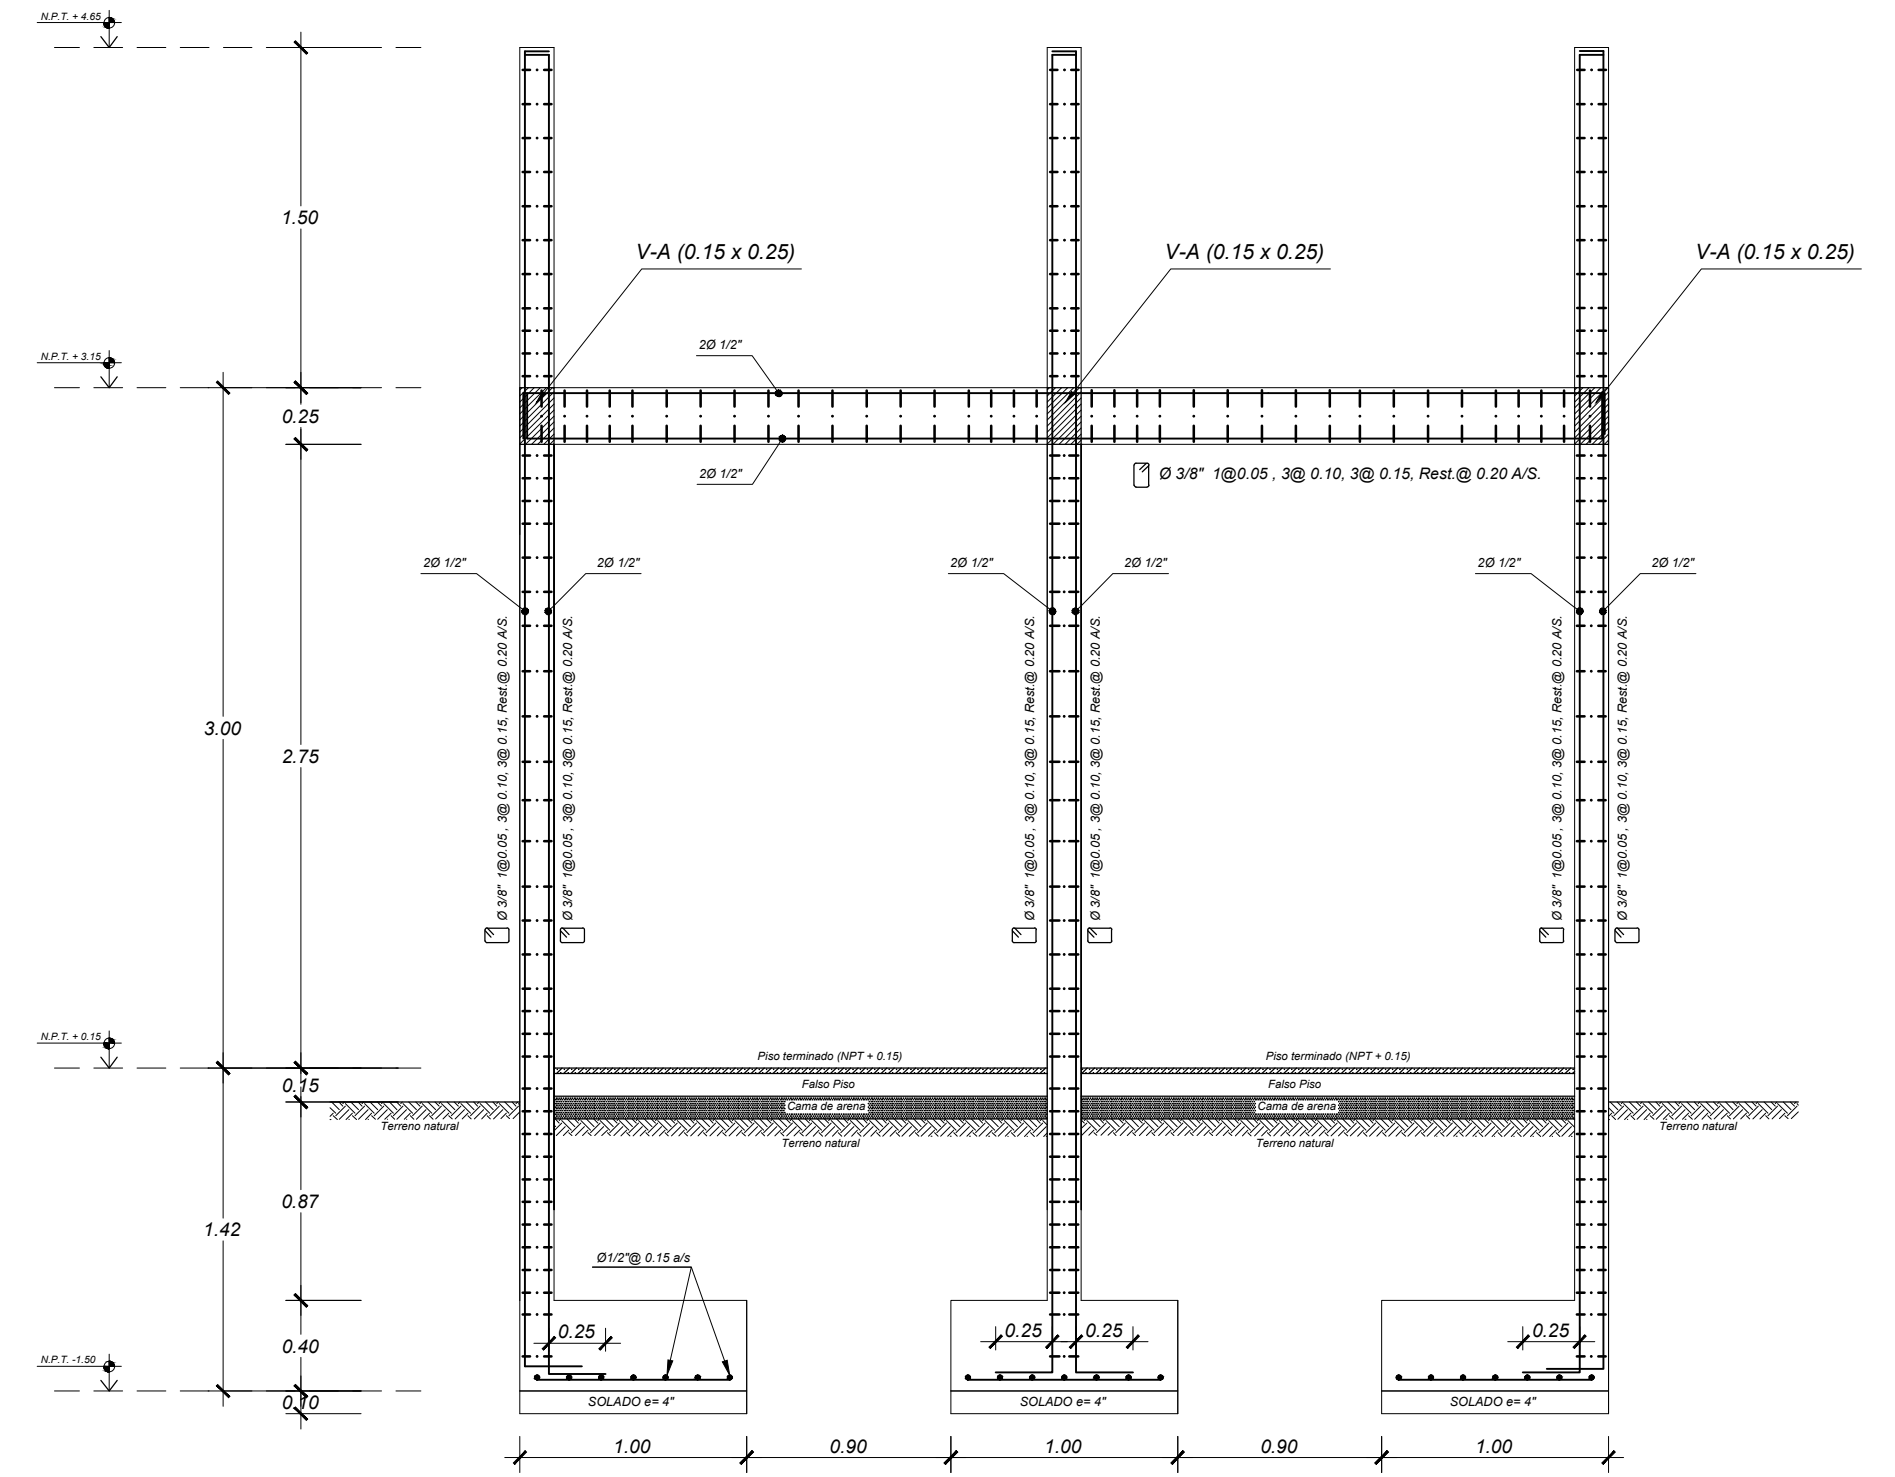 N.P.T. + 4.65
1.50
V-A (0.15 x 0.25)
V-A (0.15 x 0.25)
V-A (0.15 x 0.25)
N.P.T. + 3.15
2Ø 1/2"
0.25
2Ø 1/2"
Ø 3/8" 1@0.05 , 3@ 0.10, 3@ 0.15, Rest.@ 0.20 A/S.
2Ø 1/2"
2Ø 1/2"
2Ø 1/2"
2Ø 1/2"
2Ø 1/2"
2Ø 1/2"
Ø 3/8" 1@0.05 , 3@ 0.10, 3@ 0.15, Rest.@ 0.20 A/S.
Ø 3/8" 1@0.05 , 3@ 0.10, 3@ 0.15, Rest.@ 0.20 A/S.
Ø 3/8" 1@0.05 , 3@ 0.10, 3@ 0.15, Rest.@ 0.20 A/S.
Ø 3/8" 1@0.05 , 3@ 0.10, 3@ 0.15, Rest.@ 0.20 A/S.
Ø 3/8" 1@0.05 , 3@ 0.10, 3@ 0.15, Rest.@ 0.20 A/S.
Ø 3/8" 1@0.05 , 3@ 0.10, 3@ 0.15, Rest.@ 0.20 A/S.
3.00
2.75
N.P.T. + 0.15
Piso terminado (NPT + 0.15)
Piso terminado (NPT + 0.15)
0.15
Falso Piso
Falso Piso
Cama de arena
Cama de arena
Terreno natural
Terreno natural
Terreno natural
Terreno natural
0.87
1.42
Ø1/2"@ 0.15 a/s
0.25
0.25
0.25
0.25
0.40
N.P.T. -1.50
0.10
SOLADO e= 4"
SOLADO e= 4"
SOLADO e= 4"
1.00
0.90
1.00
0.90
1.00